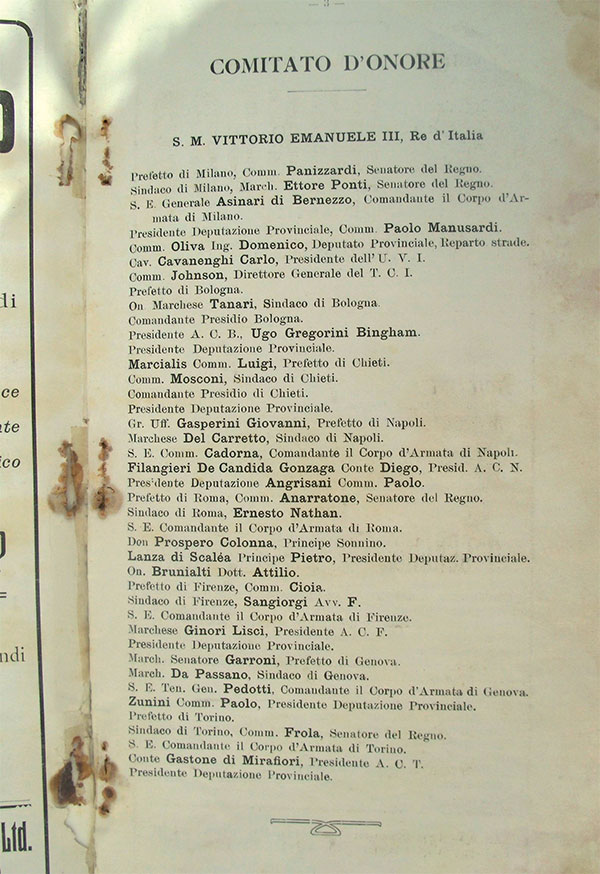 — 3 —
COMITATO D'ONORE
S. M. VITTORIO EMANUELE III, Re d'Italia
Prefetto di Milano, Comm. Panizzardi, Senatore del Regno.
Sindaco di Milano, March. Ettore Ponti, Senatore del Regno.
S. E. Generale Asinari di Bernezzo, Comandante il Corpo d'Ar-
mata di Milano.
Presidente Deputazione Provinciale, Comm. Paolo Manusardi.
Comm. Oliva Ing. Domenico, Deputato Provinciale, Reparto strade.
Cav. Cavanenghi Carlo, Presidente dell'U. V. I.
Comm. Johnson, Direttore Generale del T. C. I.
Prefetto di Bologna.
On. Marchese Tanari, Sindaco di Bologna.
Comandante Presidio Bologna.
Presidente A. C. B., Ugo Gregorini Bingham.
Presidente Deputazione Provinciale.
Marcialis Comm. Luigi, Prefetto di Chieti.
Comm. Mosconi, Sindaco di Chieti.
Comandante Presidio di Chieti.
Presidente Deputazione Provinciale.
Gr. Uff. Gasperini Giovanni, Prefetto di Napoli.
Marchese Del Carretto, Sindaco di Napoli.
S. E. Comm. Cadorna, Comandante il Corpo d'Armata di Napoli.
Filangieri De Candida Gonzaga Conte Diego, Presid. A. C. N.
Presidente Deputazione Angrisani Comm. Paolo.
Prefetto di Roma, Comm. Anarratone, Senatore del Regno.
Sindaco di Roma, Ernesto Nathan.
S. E. Comandante il Corpo d'Armata di Roma.
Don Prospero Colonna, Principe Sonnino.
Lanza di Scaléa Principe Pietro, Presidente Deputaz. Provinciale.
On. Brunialti Dott. Attilio.
Prefetto di Firenze, Comm. Cioia.
Sindaco di Firenze, Sangiorgi Avv. F.
S. E. Comandante il Corpo d'Armata di Firenze.
Marchese Ginori Lisci, Presidente A. C. F.
Presidente Deputazione Provinciale.
March. Senatore Garroni, Prefetto di Genova.
March. Da Passano, Sindaco di Genova.
S. E. Ten. Gen. Pedotti, Comandante il Corpo d'Armata di Genova.
Zunini Comm. Paolo, Presidente Deputazione Provinciale.
Prefetto di Torino.
Sindaco di Torino, Comm. Frola, Senatore del Regno.
S. E. Comandante il Corpo d'Armata di Torino.
Conte Gastone di Mirafiori, Presidente A. C. T.
Presidente Deputazione Provinciale.
Ltd.